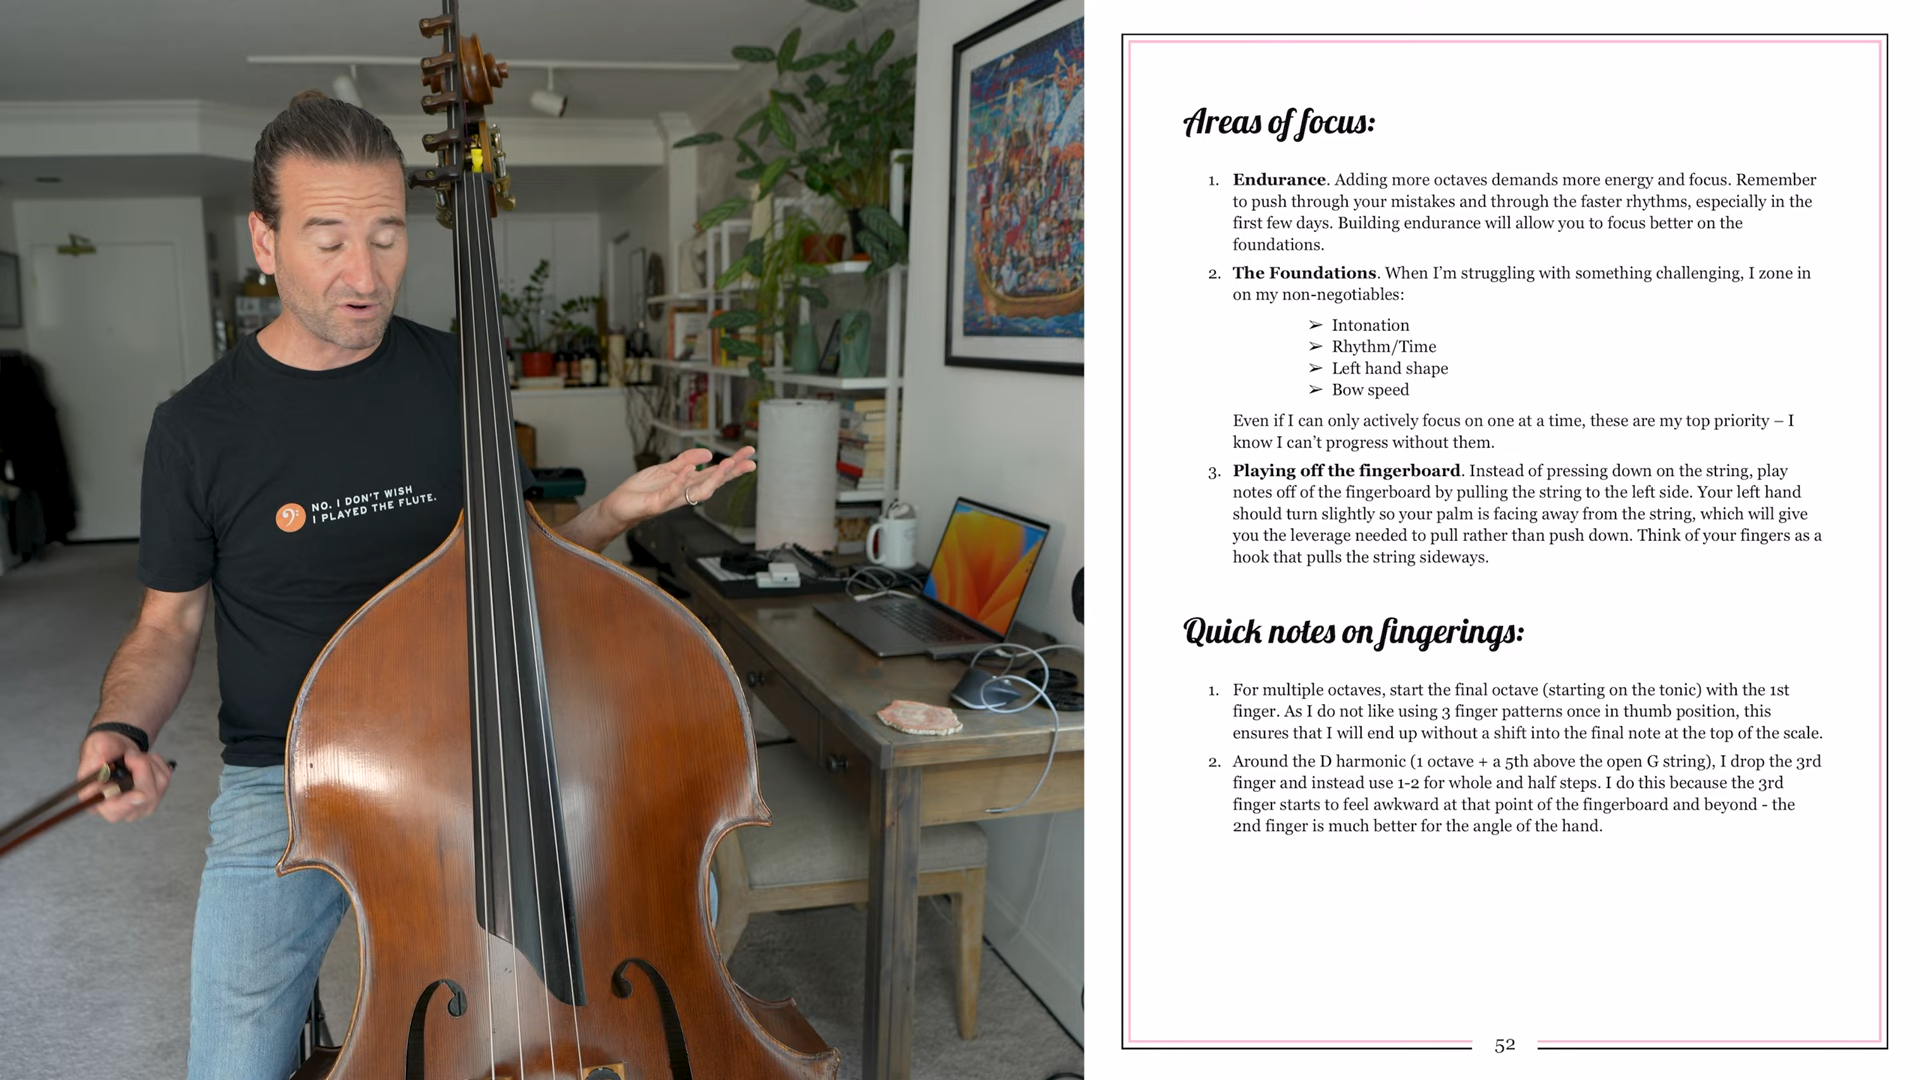 NO. I DON'T WISH
I PLAYED THE FLUTE.
Areas of focus:
1. Endurance. Adding more octaves demands more energy and focus. Remember
to push through your mistakes and through the faster rhythms, especially in the
first few days. Building endurance will allow you to focus better on the
foundations.
2. The Foundations. When I’m struggling with something challenging, I zone in
on my non-negotiables:
➢ Intonation
➢ Rhythm/Time
➢ Left hand shape
➢ Bow speed
Even if I can only actively focus on one at a time, these are my top priority – I
know I can’t progress without them.
3. Playing off the fingerboard. Instead of pressing down on the string, play
notes off of the fingerboard by pulling the string to the left side. Your left hand
should turn slightly so your palm is facing away from the string, which will give
you the leverage needed to pull rather than push down. Think of your fingers as a
hook that pulls the string sideways.
Quick notes on fingerings:
1. For multiple octaves, start the final octave (starting on the tonic) with the 1st
finger. As I do not like using 3 finger patterns once in thumb position, this
ensures that I will end up without a shift into the final note at the top of the scale.
2. Around the D harmonic (1 octave + a 5th above the open G string), I drop the 3rd
finger and instead use 1-2 for whole and half steps. I do this because the 3rd
finger starts to feel awkward at that point of the fingerboard and beyond - the
2nd finger is much better for the angle of the hand.
52